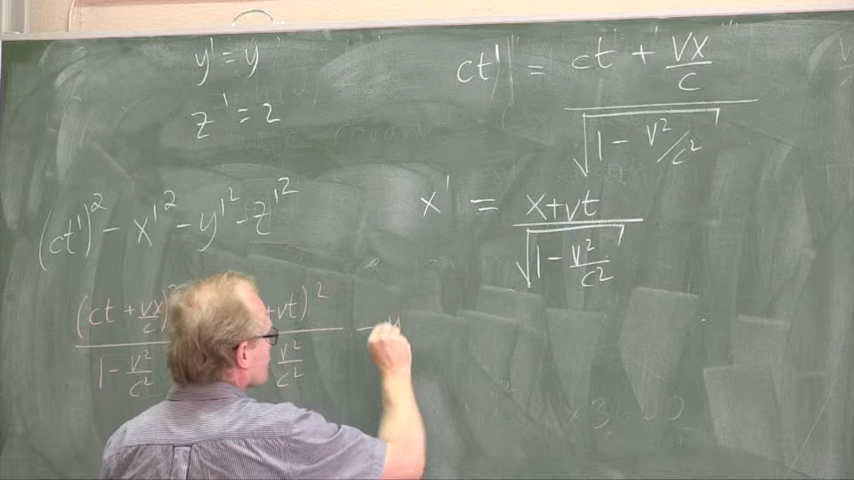 y' = y
z' = z
ct' = (ct + vx/c) / √(1 - v²/c²)
x' = (x+vt) / √(1 - v²/c²)
(ct')² - x'² - y'² - z'²
(ct + vx/c) / (1 - v²/c²) +vt)² / v²/c² -